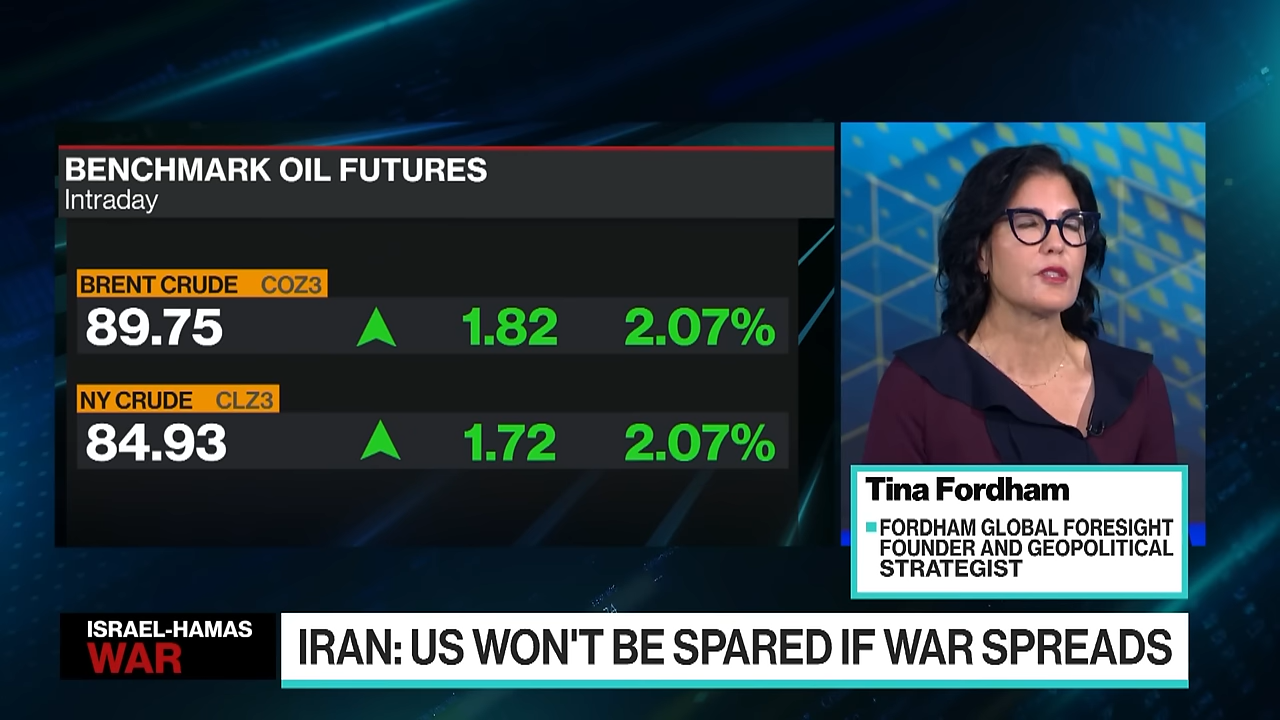 BENCHMARK OIL FUTURES
Intraday
BRENT CRUDE COZ3
89.75 ▲ 1.82 2.07%
NY CRUDE CLZ3
84.93 ▲ 1.72 2.07%
Tina Fordham
FORDHAM GLOBAL FORESIGHT
FOUNDER AND GEOPOLITICAL
STRATEGIST
ISRAEL-HAMAS
WAR
IRAN: US WON'T BE SPARED IF WAR SPREADS